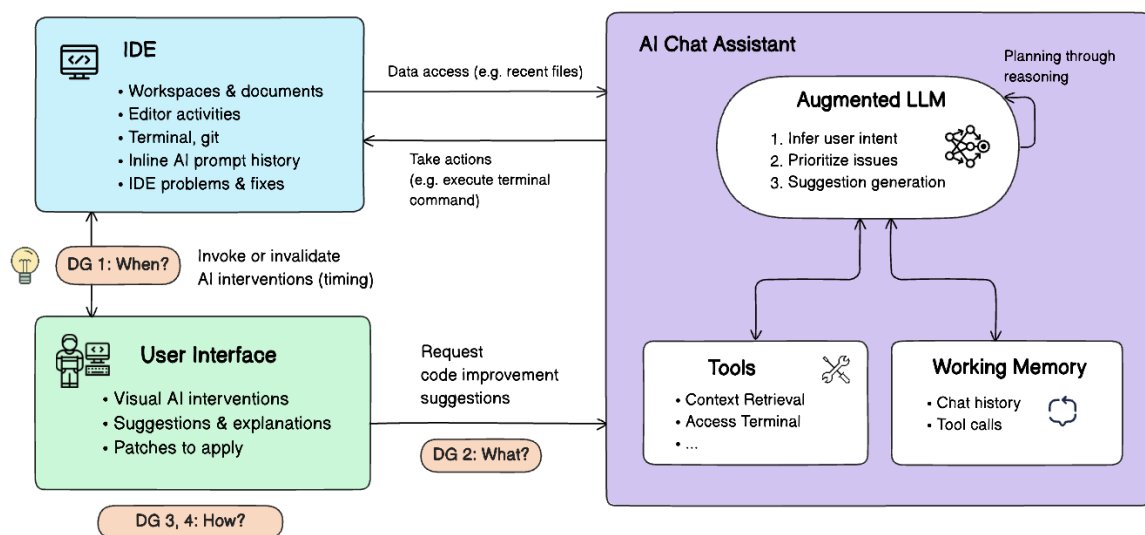 IDE
• Workspaces & documents
• Editor activities
• Terminal, git
• Inline AI prompt history
• IDE problems & fixes
Data access (e.g. recent files)
Take actions
(e.g. execute terminal
command)
DG 1: When?
Invoke or invalidate
AI interventions (timing)
User Interface
• Visual AI interventions
• Suggestions & explanations
• Patches to apply
DG 3, 4: How?
Request
code improvement
suggestions
DG 2: What?
AI Chat Assistant
Planning through
reasoning
Augmented LLM
1. Infer user intent
2. Prioritize issues
3. Suggestion generation
Tools
• Context Retrieval
• Access Terminal
• ...
Working Memory
• Chat history
• Tool calls